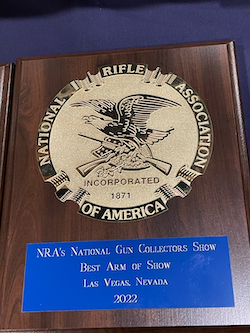 NATIONAL RIFLE ASSOCIATION
INCORPORATED
1871
OF AMERICA
NRA's National Gun Collectors Show
Best Arm of Show
Las Vegas, Nevada
2022